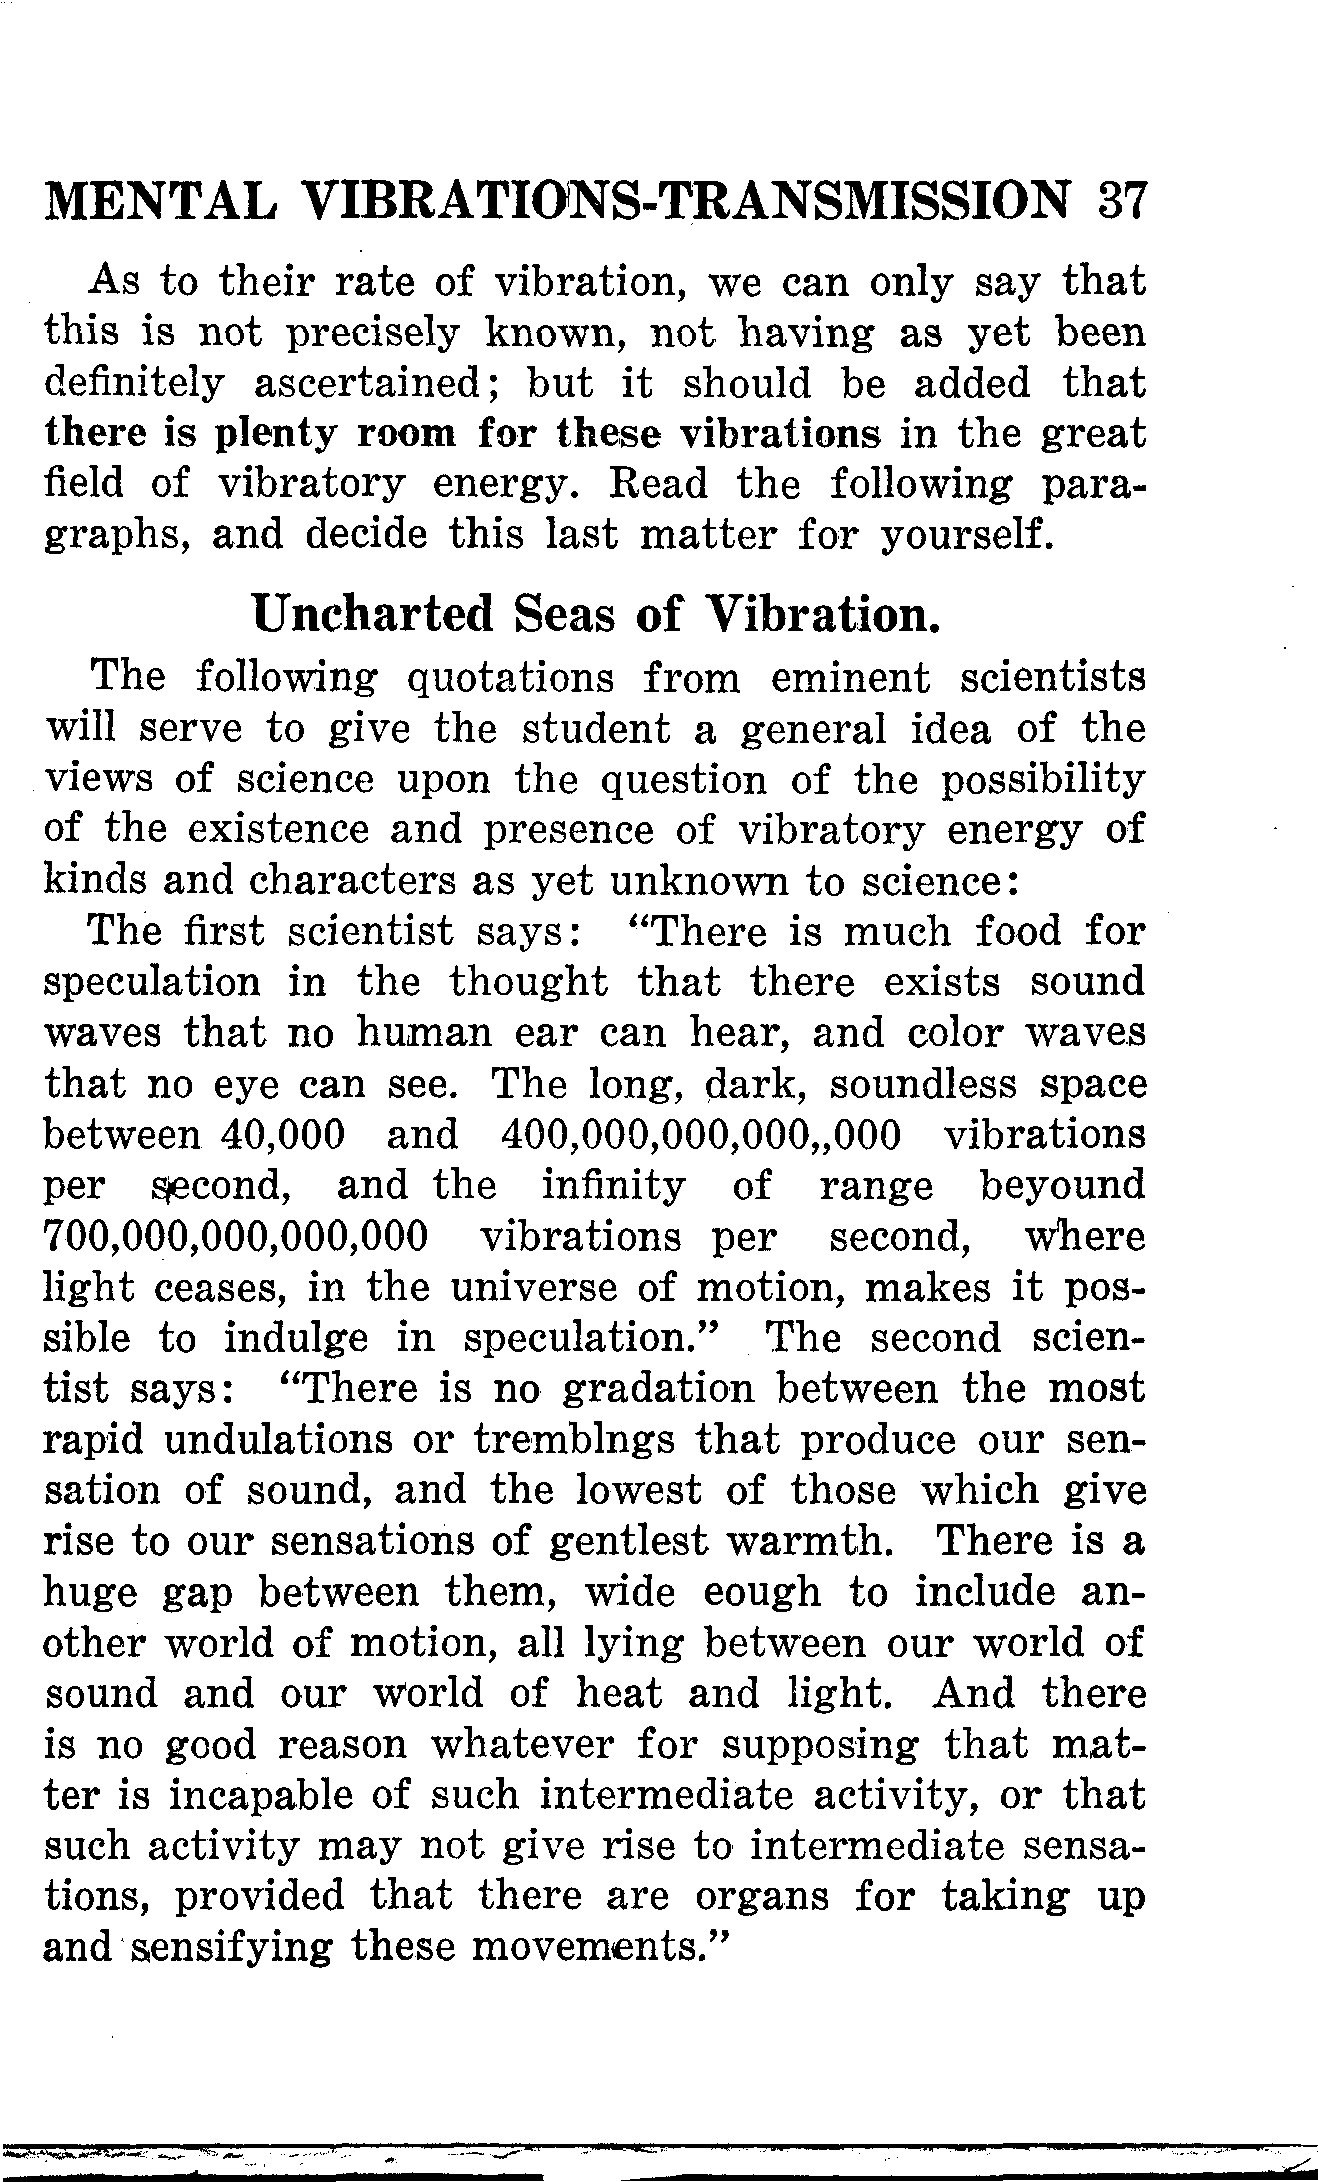 MENTAL VIBRATIONS-TRANSMISSION 37
As to their rate of vibration, we can only say that
this is not precisely known, not having as yet been
definitely ascertained; but it should be added that
there is plenty room for these vibrations in the great
field of vibratory energy. Read the following para-
graphs, and decide this last matter for yourself.
Uncharted Seas of Vibration.
The following quotations from eminent scientists
will serve to give the student a general idea of the
views of science upon the question of the possibility
of the existence and presence of vibratory energy of
kinds and characters as yet unknown to science:
The first scientist says: “There is much food for
speculation in the thought that there exists sound
waves that no human ear can hear, and color waves
that no eye can see. The long, dark, soundless space
between 40,000 and 400,000,000,000,,000 vibrations
per second, and the infinity of range beyound
700,000,000,000,000 vibrations per second, where
light ceases, in the universe of motion, makes it pos-
sible to indulge in speculation.” The second scien-
tist says: “There is no gradation between the most
rapid undulations or tremblngs that produce our sen-
sation of sound, and the lowest of those which give
rise to our sensations of gentlest warmth. There is a
huge gap between them, wide eough to include an-
other world of motion, all lying between our world of
sound and our world of heat and light. And there
is no good reason whatever for supposing that mat-
ter is incapable of such intermediate activity, or that
such activity may not give rise to intermediate sensa-
tions, provided that there are organs for taking up
and sensifying these movements.”